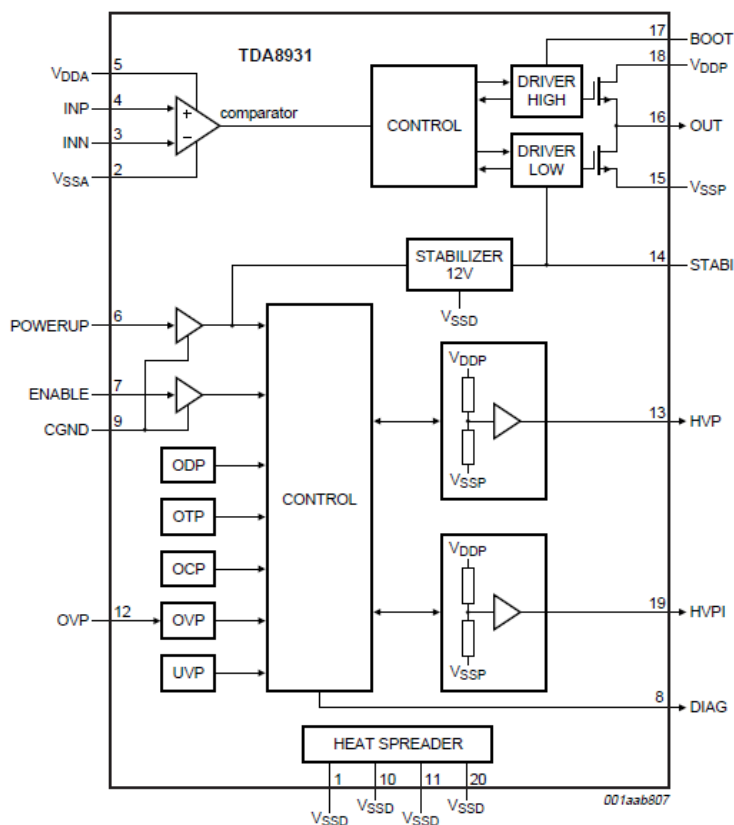 17
BOOT
TDA8931
18
VDDP
5
VDDA
4
INP
+
comparator
CONTROL
DRIVER
HIGH
16
OUT
3
INN
−
DRIVER
LOW
2
VSSA
15
VSSP
STABILIZER
12V
14
STABI
VSSD
6
POWERUP
7
ENABLE
9
CGND
VDDP
13
HVP
VSSP
ODP
OTP
CONTROL
OCP
12
OVP
OVP
UVP
VDDP
19
HVPI
VSSP
8
DIAG
HEAT SPREADER
1
10
11
20
VSSD
VSSD
VSSD
VSSD
001aab807